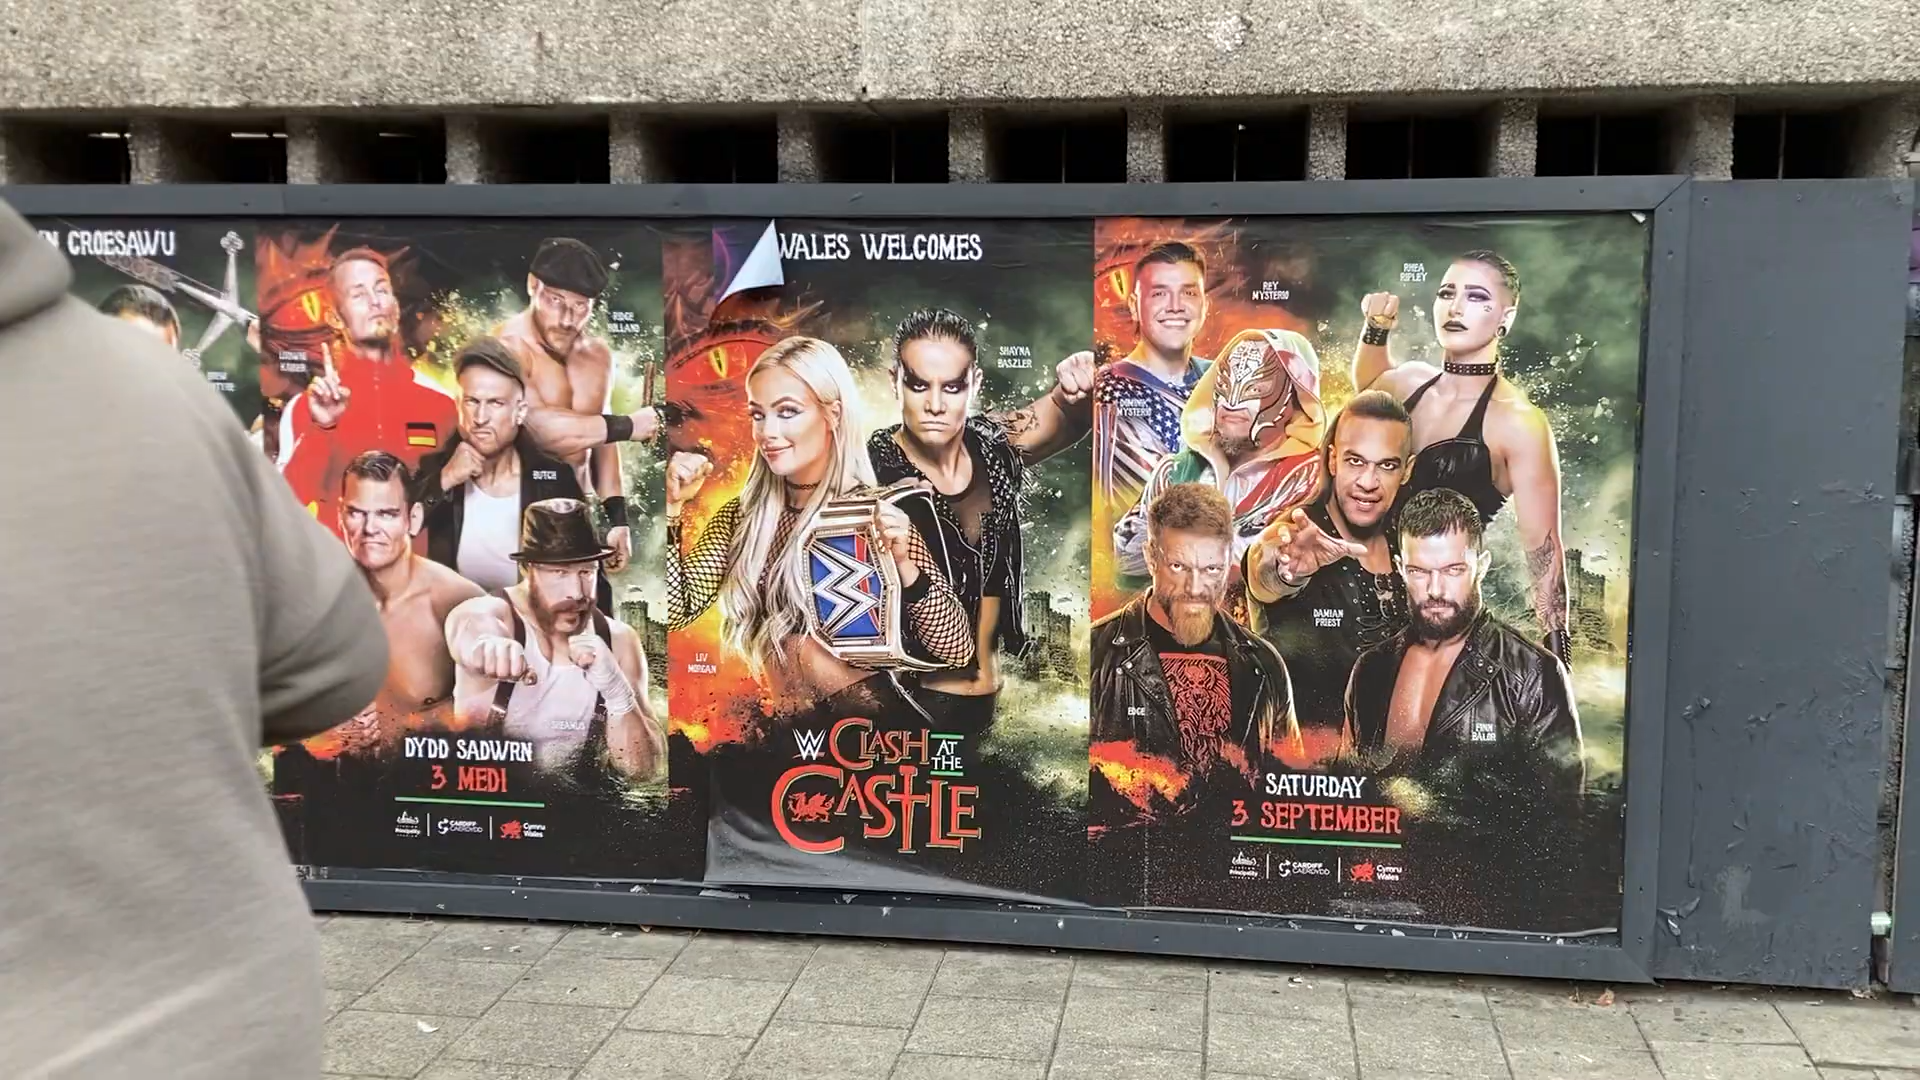 N CROESAWU
LUDWIG
KAISER
RIDGE
HOLLAND
BUTCH
SHEAMUS
DYDD SADWRN
3 MEDI
Principality
CARDIFF
CAERDYDD
Cymru
Wales
WALES WELCOMES
SHAYNA
BASZLER
LIV
MORGAN
W CLASH AT THE
CASTLE
REY
MYSTERIO
RHEA
RIPLEY
DOMINIK
MYSTERIO
DAMIAN
PRIEST
EDGE
FINN
BALOR
SATURDAY
3 SEPTEMBER
Principality
CARDIFF
CAERDYDD
Cymru
Wales